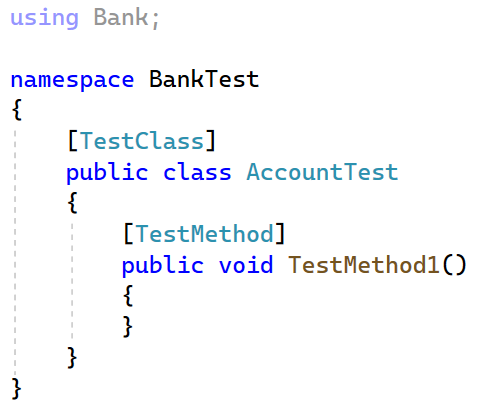 using Bank;

namespace BankTest
{
    [TestClass]
    public class AccountTest
    {
        [TestMethod]
        public void TestMethod1()
        {
        }
    }
}